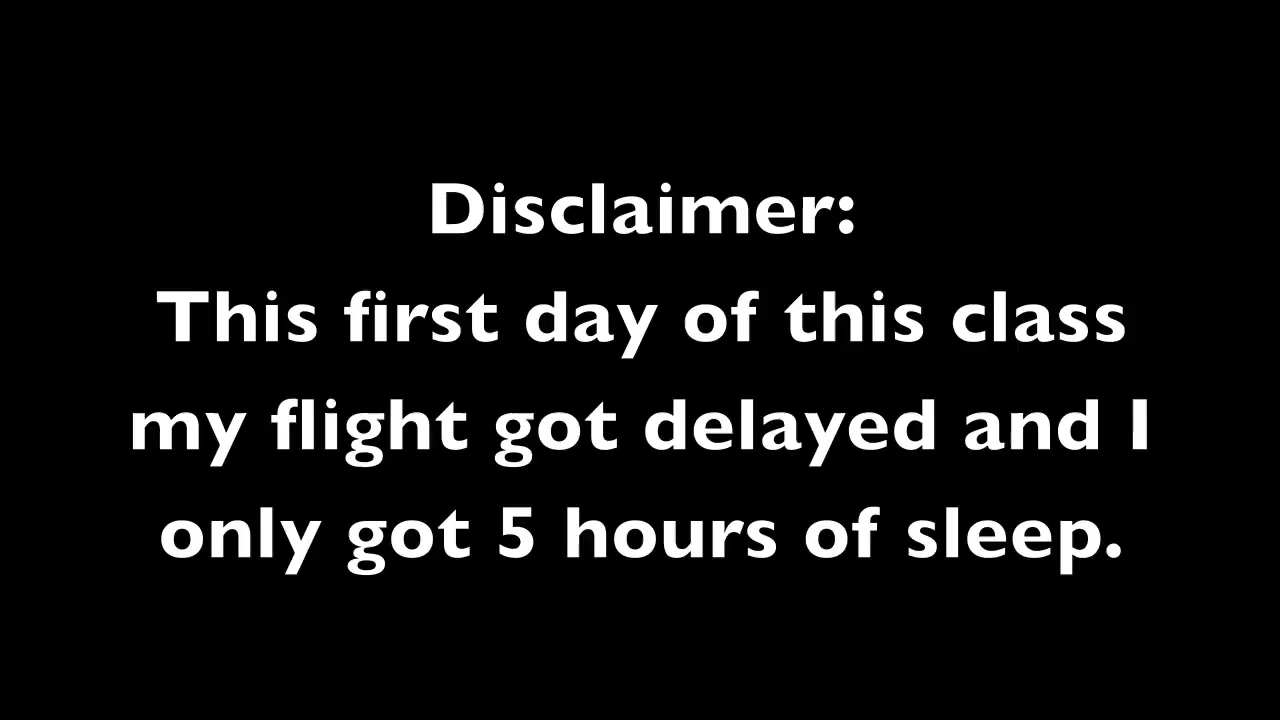 Disclaimer:
This first day of this class
my flight got delayed and I
only got 5 hours of sleep.